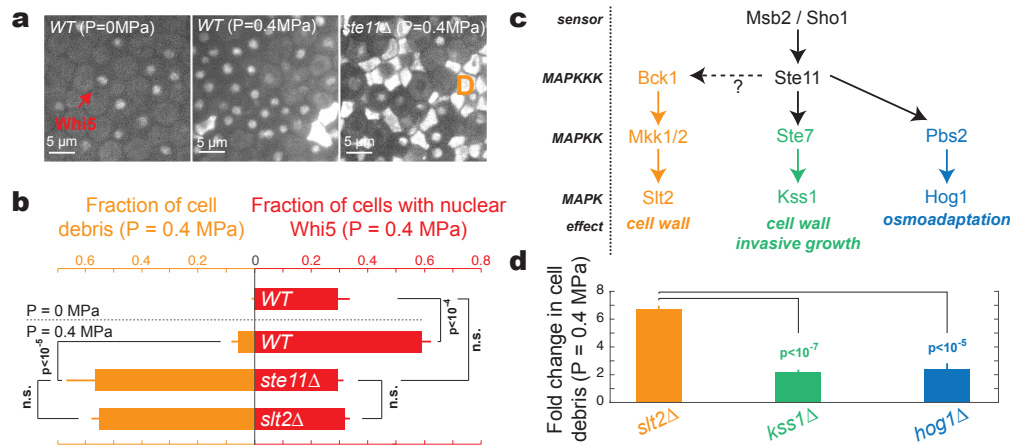 a
WT (P=0MPa)
WT (P=0.4MPa)
ste11Δ (P=0.4MPa)
Whi5
D
5 μm
5 μm
5 μm
b
Fraction of cell
debris (P = 0.4 MPa)
Fraction of cells with nuclear
Whi5 (P = 0.4 MPa)
0.6 0.4 0.2 0 0.2 0.4 0.6 0.8
WT
P = 0 MPa
P = 0.4 MPa
WT
ste11Δ
slt2Δ
p<10⁻⁵
n.s.
n.s.
p<10⁻⁴
n.s.
c
sensor
Msb2 / Sho1
MAPKKK
Bck1
?
Ste11
MAPKK
Mkk1/2
Ste7
Pbs2
MAPK
Slt2
Kss1
Hog1
effect
cell wall
cell wall
invasive growth
osmoadaptation
d
Fold change in cell
debris (P = 0.4 MPa)
8
6
4
2
0
p<10⁻⁷
p<10⁻⁵
slt2Δ
kss1Δ
hog1Δ